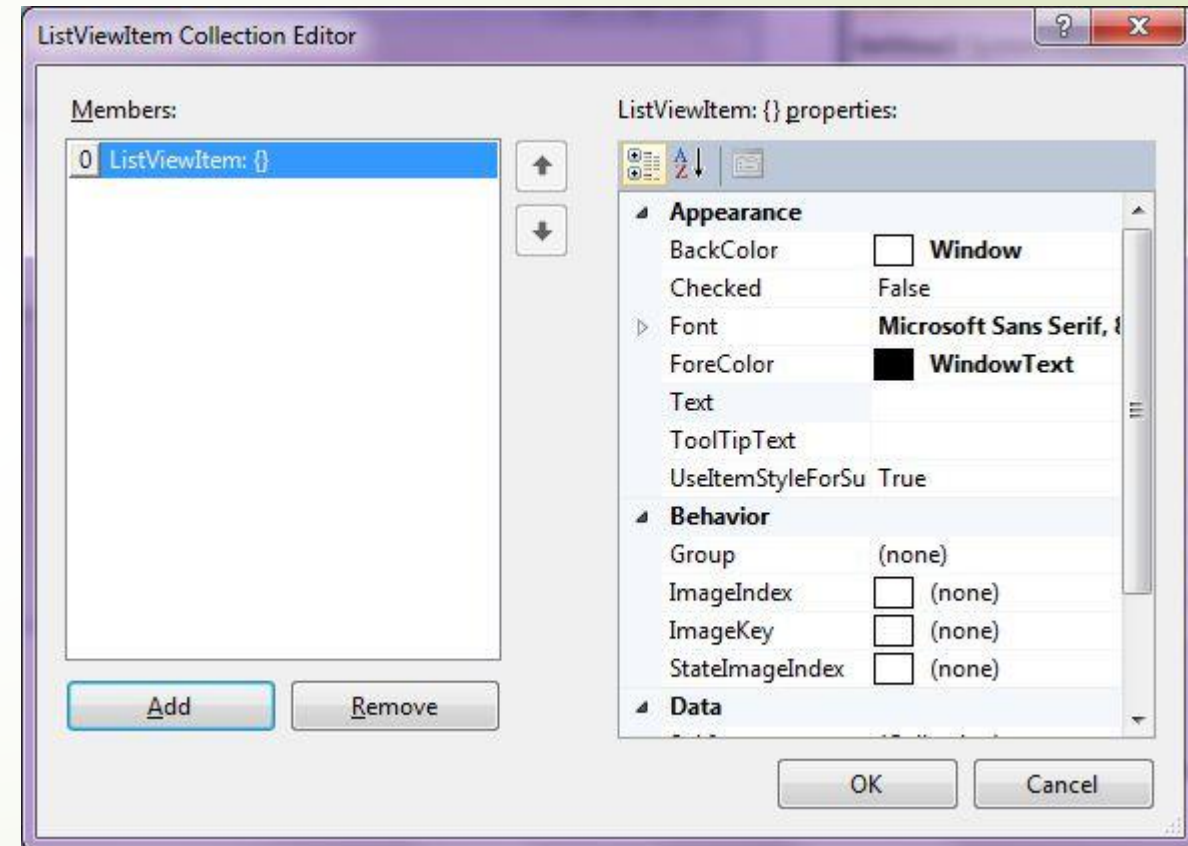 ListViewItem Collection Editor
Members:
0 ListViewItem: {}
Add
Remove
ListViewItem: {} properties:
Appearance
BackColor Window
Checked False
Font Microsoft Sans Serif, 8
ForeColor WindowText
Text
ToolTipText
UseItemStyleForSu True
Behavior
Group (none)
ImageIndex (none)
ImageKey (none)
StateImageIndex (none)
Data
OK
Cancel